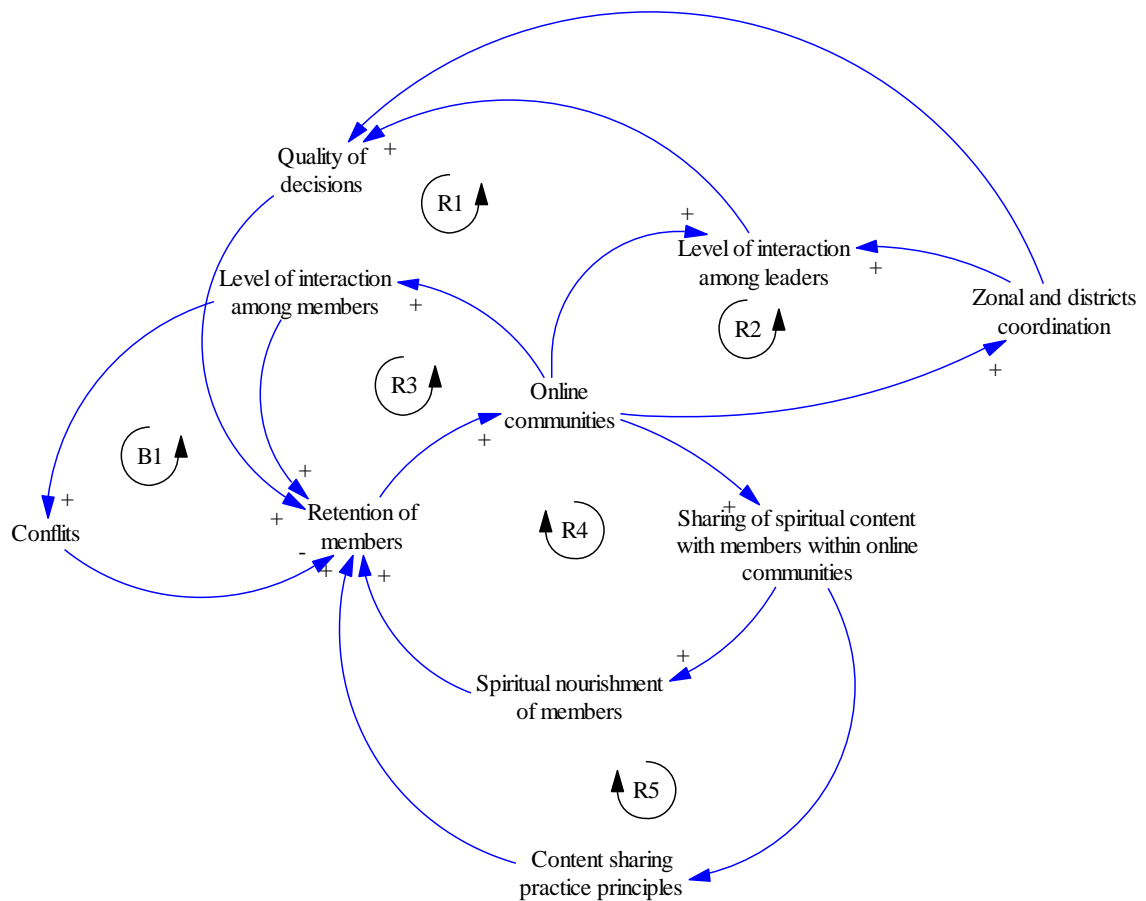 Quality of
decisions
+
R1
+
Level of interaction
among leaders
+
Level of interaction
among members
+
R2
Zonal and districts
coordination
+
R3
Online
communities
+
B1
+
+
+
Conflits
+
Retention of
members
-
+
+
R4
+
Sharing of spiritual content
with members within online
communities
+
Spiritual nourishment
of members
R5
Content sharing
practice principles